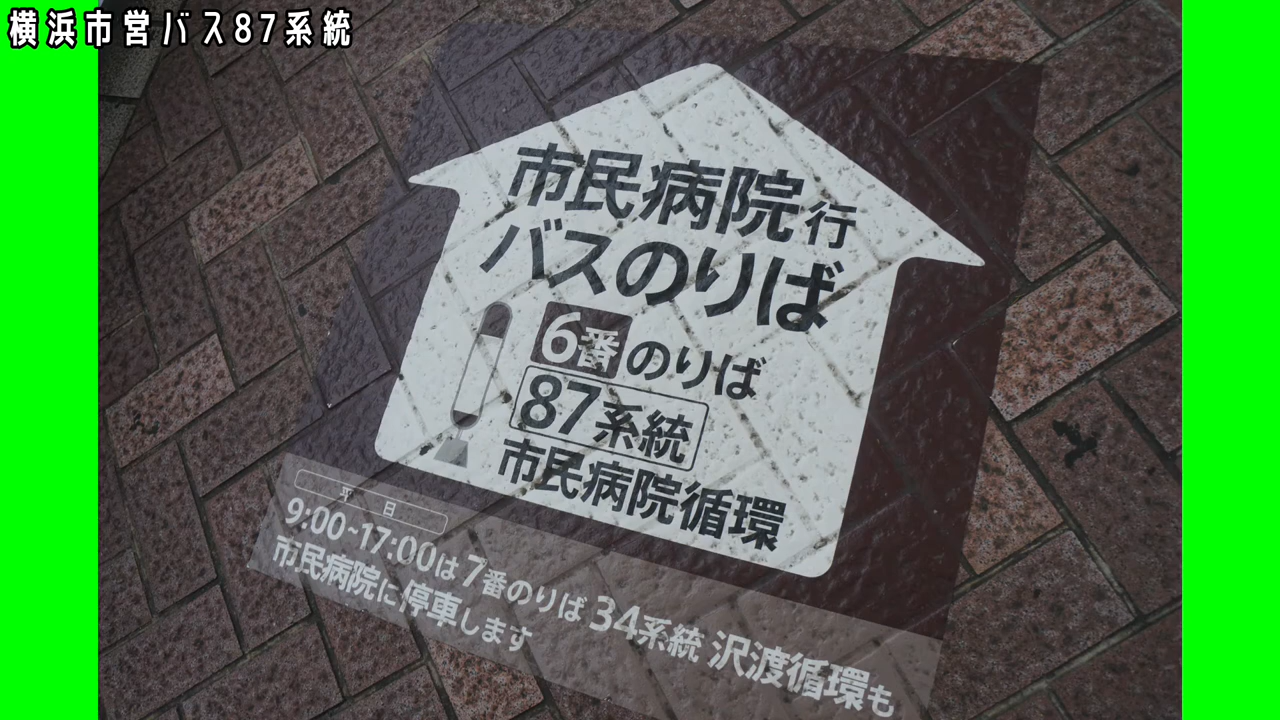 横浜市営バス87系統
市民病院行
バスのりば
6番のりば
87系統
市民病院循環
平日
9:00~17:00は7番のりば34系統 沢渡循環も
市民病院に停車します